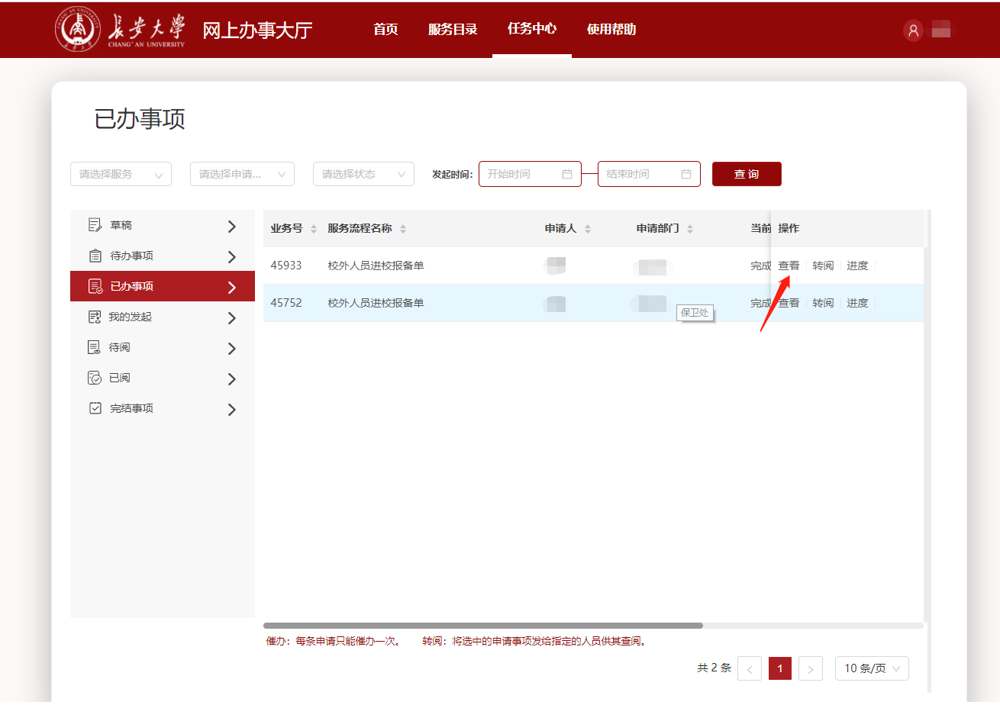 长安大学
CHANG'AN UNIVERSITY
网上办事大厅 首页 服务目录 任务中心 使用帮助
已办事项
请选择服务 请选择申请... 请选择状态 发起时间: 开始时间 结束时间 查 询
草稿
待办事项
已办事项
我的发起
待阅
已阅
完结事项
业务号 服务流程名称 申请人 申请部门 当前 操作
45933 校外人员进校报备单 完成 查看 转阅 进度
45752 校外人员进校报备单 完成 查看 转阅 进度
保卫处
催办：每条申请只能催办一次。 转阅：将选中的申请事项发给指定的人员供其查阅。
共 2 条 < 1 > 10 条/页